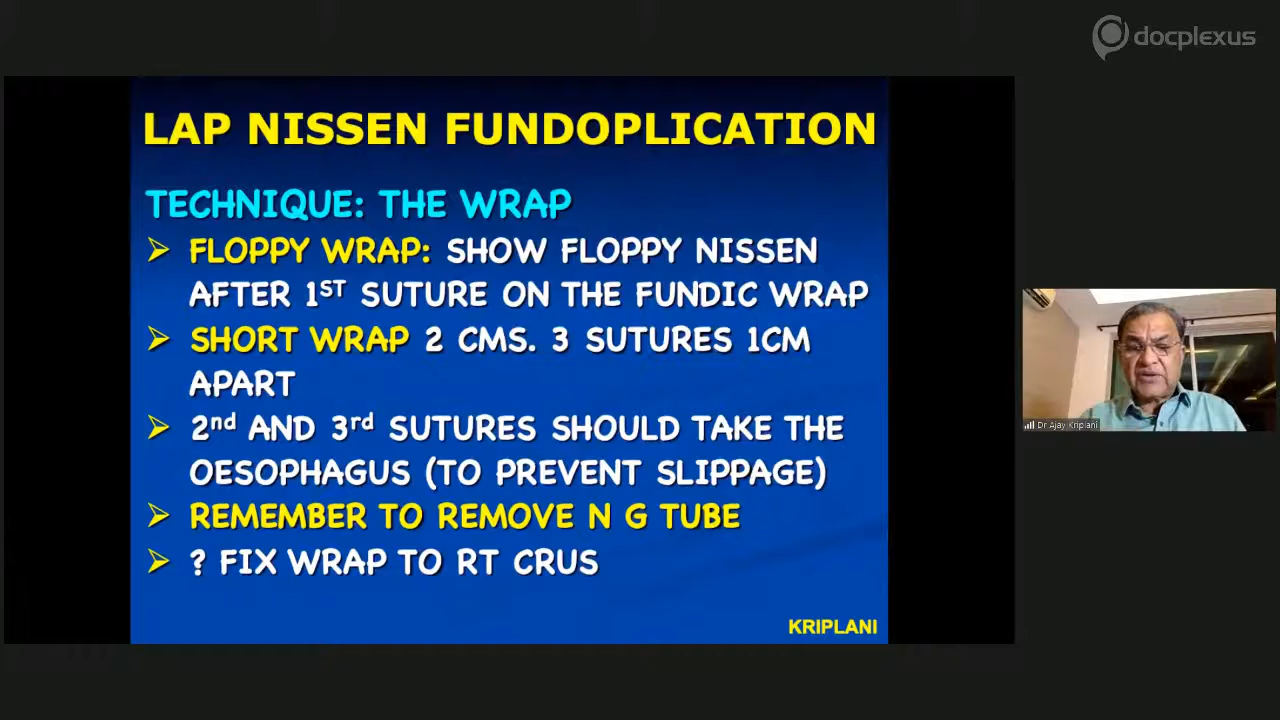 docplexus
LAP NISSEN FUNDOPLICATION
TECHNIQUE: THE WRAP
FLOPPY WRAP: SHOW FLOPPY NISSEN
AFTER 1ST SUTURE ON THE FUNDIC WRAP
SHORT WRAP 2 CMS. 3 SUTURES 1CM
APART
2nd AND 3rd SUTURES SHOULD TAKE THE
OESOPHAGUS (TO PREVENT SLIPPAGE)
REMEMBER TO REMOVE N G TUBE
? FIX WRAP TO RT CRUS
KRIPLANI
Dr Ajay Kriplani